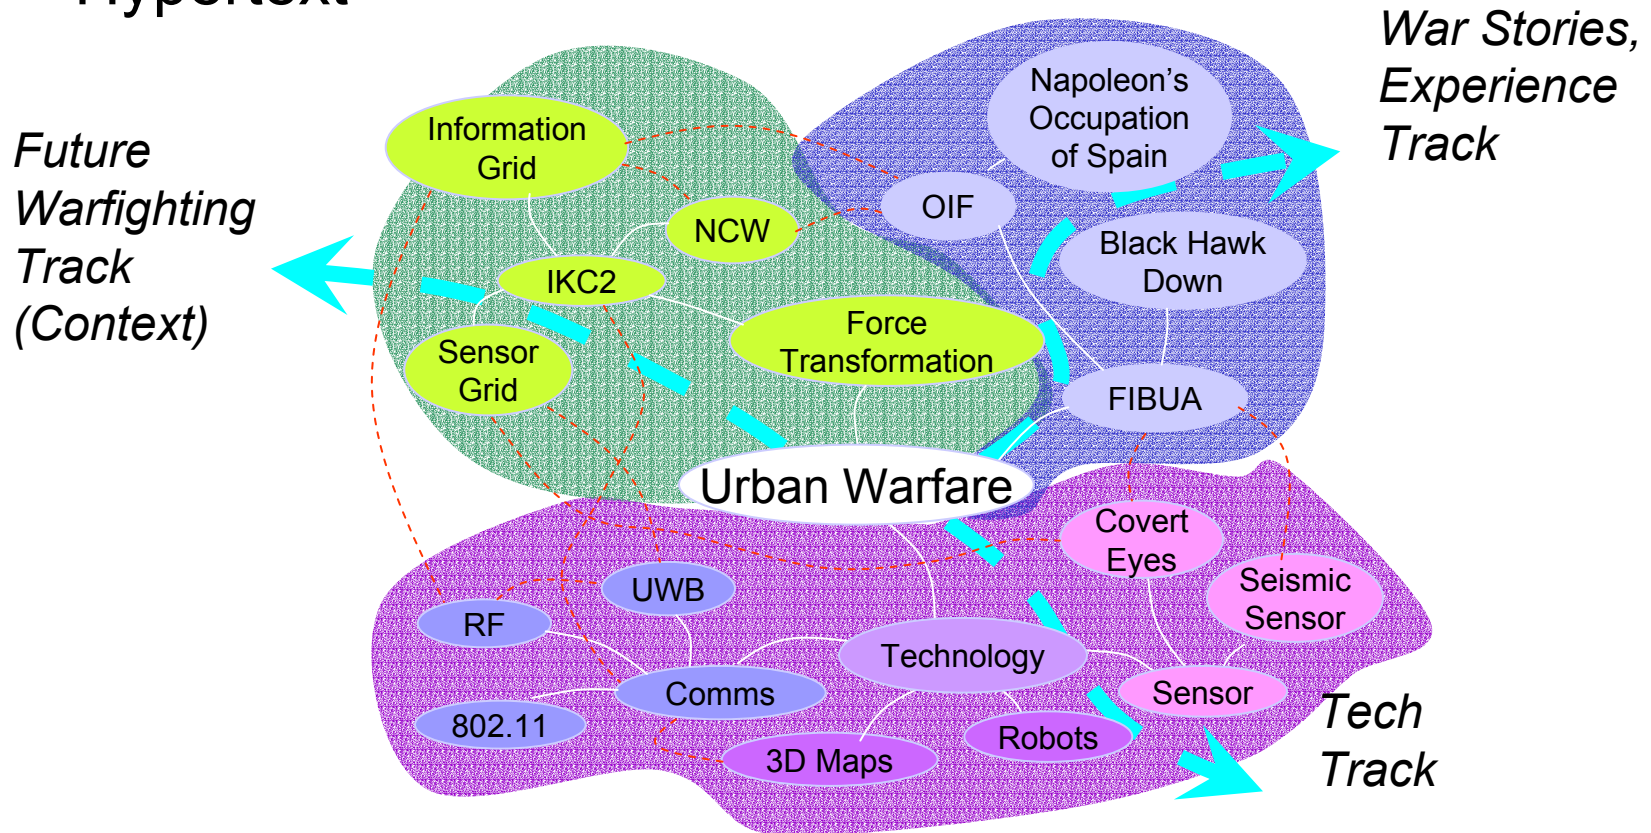 Hypertext
War Stories,
Experience
Track
Future
Warfighting
Track
(Context)
Information
Grid
NCW
IKC2
Sensor
Grid
Force
Transformation
Napoleon’s
Occupation
of Spain
OIF
Black Hawk
Down
FIBUA
Urban Warfare
Covert
Eyes
Seismic
Sensor
UWB
RF
Technology
Comms
Sensor
802.11
Robots
3D Maps
Tech
Track